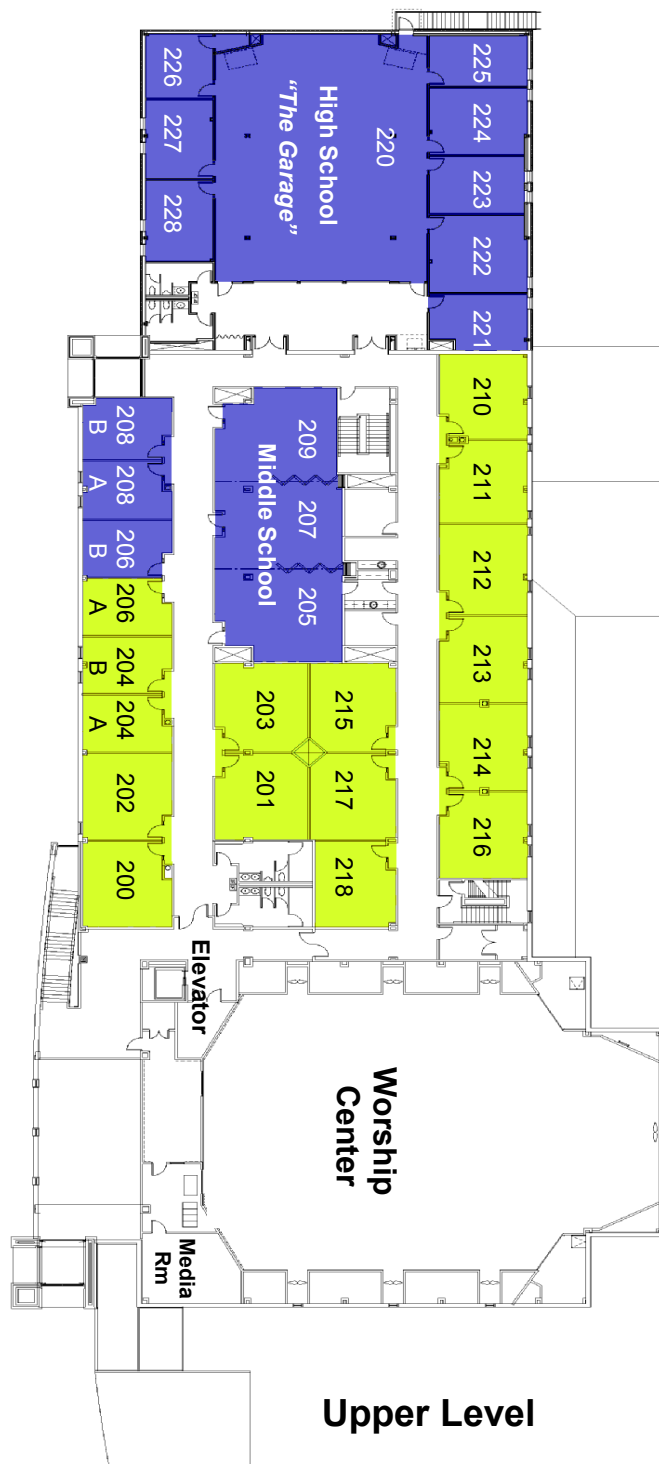 226
227
228
High School
“The Garage”
220
225
224
223
222
221
208
B
208
A
206
B
206
A
204
B
204
A
202
200
Middle School
209
207
205
203
201
215
217
218
210
211
212
213
214
216
Elevator
Worship
Center
Media
Rm
Upper Level